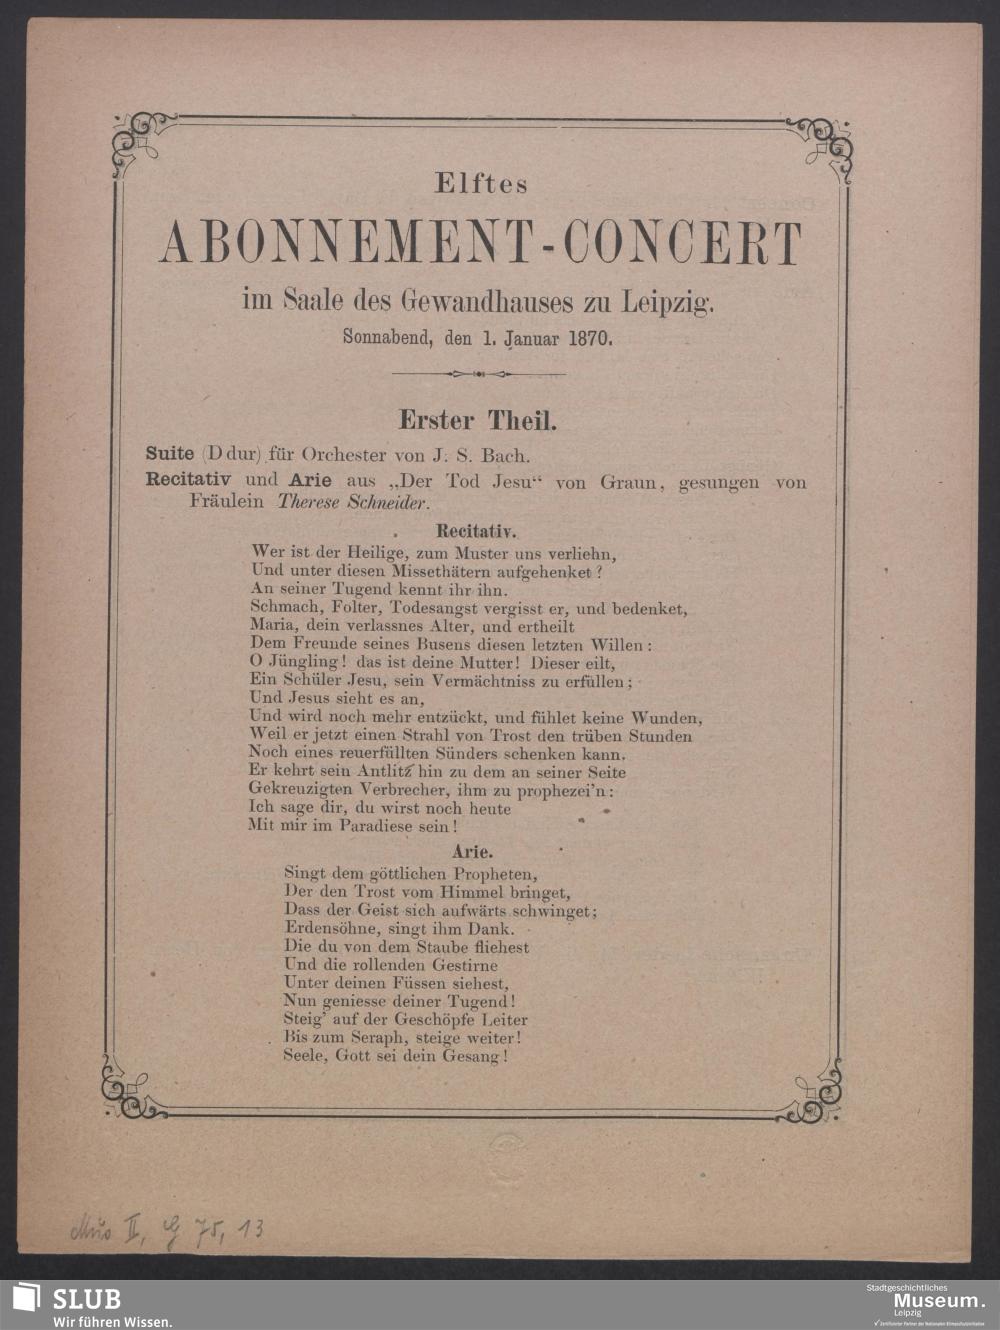 Elftes
ABONNEMENT-CONCERT
im Saale des Gewandhauses zu Leipzig.
Sonnabend, den 1. Januar 1870.
Erster Theil.
Suite (D dur) für Orchester von J. S. Bach.
Recitativ und Arie aus „Der Tod Jesu“ von Graun, gesungen von
Fräulein Therese Schneider.
Recitativ.
Wer ist der Heilige, zum Muster uns verliehn,
Und unter diesen Missethätern aufgehenket?
An seiner Tugend kennt ihr ihn.
Schmach, Folter, Todesangst vergisst er, und bedenket,
Maria, dein verlassnes Alter, und ertheilt
Dem Freunde seines Busens diesen letzten Willen:
O Jüngling! das ist deine Mutter! Dieser eilt,
Ein Schüler Jesu, sein Vermächtniss zu erfüllen;
Und Jesus sieht es an,
Und wird noch mehr entzückt, und fühlet keine Wunden,
Weil er jetzt einen Strahl von Trost den trüben Stunden
Noch eines reuerfüllten Sünders schenken kann.
Er kehrt sein Antlitz hin zu dem an seiner Seite
Gekreuzigten Verbrecher, ihm zu prophezei'n:
Ich sage dir, du wirst noch heute
Mit mir im Paradiese sein!
Arie.
Singt dem göttlichen Propheten,
Der den Trost vom Himmel bringet,
Dass der Geist sich aufwärts schwinget;
Erdensöhne, singt ihm Dank.
Die du von dem Staube fliehest
Und die rollenden Gestirne
Unter deinen Füssen siehest,
Nun geniesse deiner Tugend!
Steig' auf der Geschöpfe Leiter
Bis zum Seraph, steige weiter!
Seele, Gott sei dein Gesang!
Mus II, G 75, 13
SLUB
Wir führen Wissen.
Stadtgeschichtliches
Museum.
Leipzig
Zertifizierter Partner der Nationalen Klimaschutzinitiative